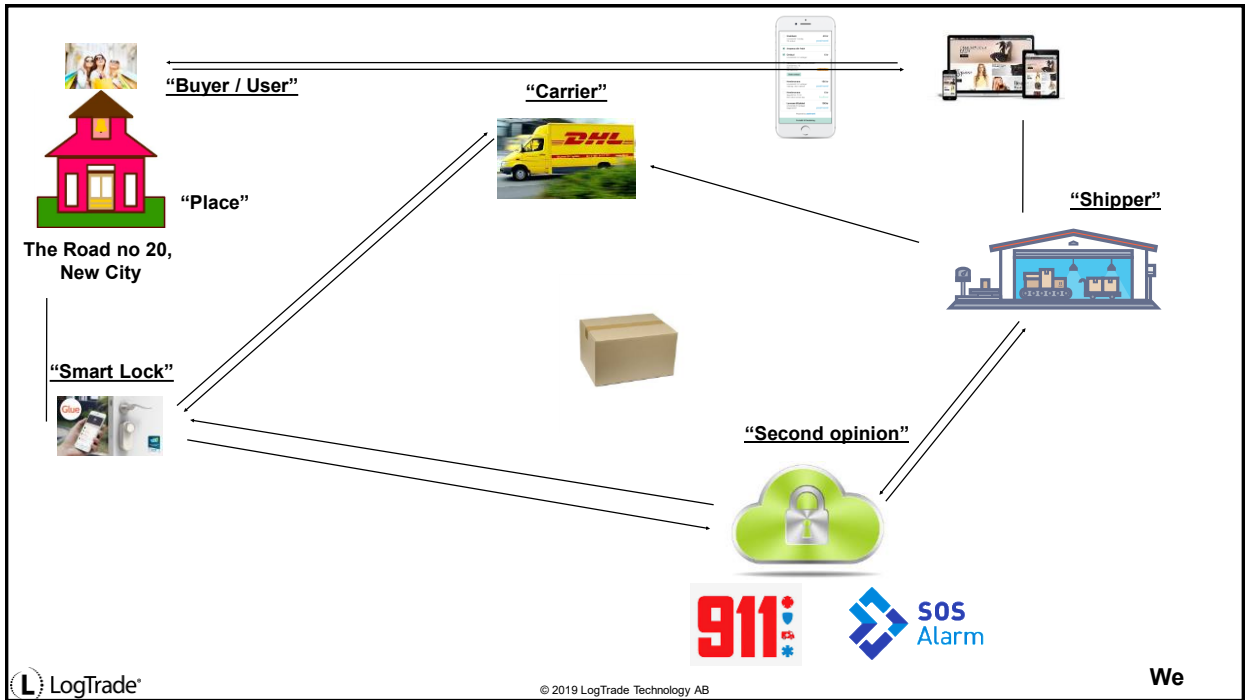 “Buyer / User”
“Carrier”
DHL
“Place”
“Shipper”
The Road no 20,
New City
“Smart Lock”
Glue
“Second opinion”
911
SOS
Alarm
L LogTrade®
© 2019 LogTrade Technology AB
We